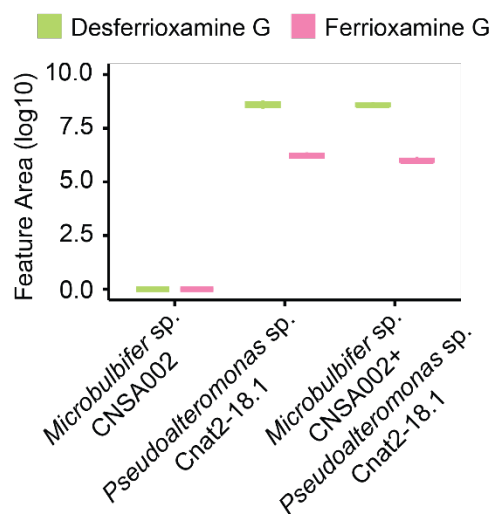 Desferrioxamine G Ferrioxamine G
Feature Area (log10)
10.0
7.5
5.0
2.5
0.0
Microbulbifer sp.
CNSA002
Pseudoalteromonas sp.
Cnat2-18.1
Microbulbifer sp.
CNSA002+
Pseudoalteromonas sp.
Cnat2-18.1